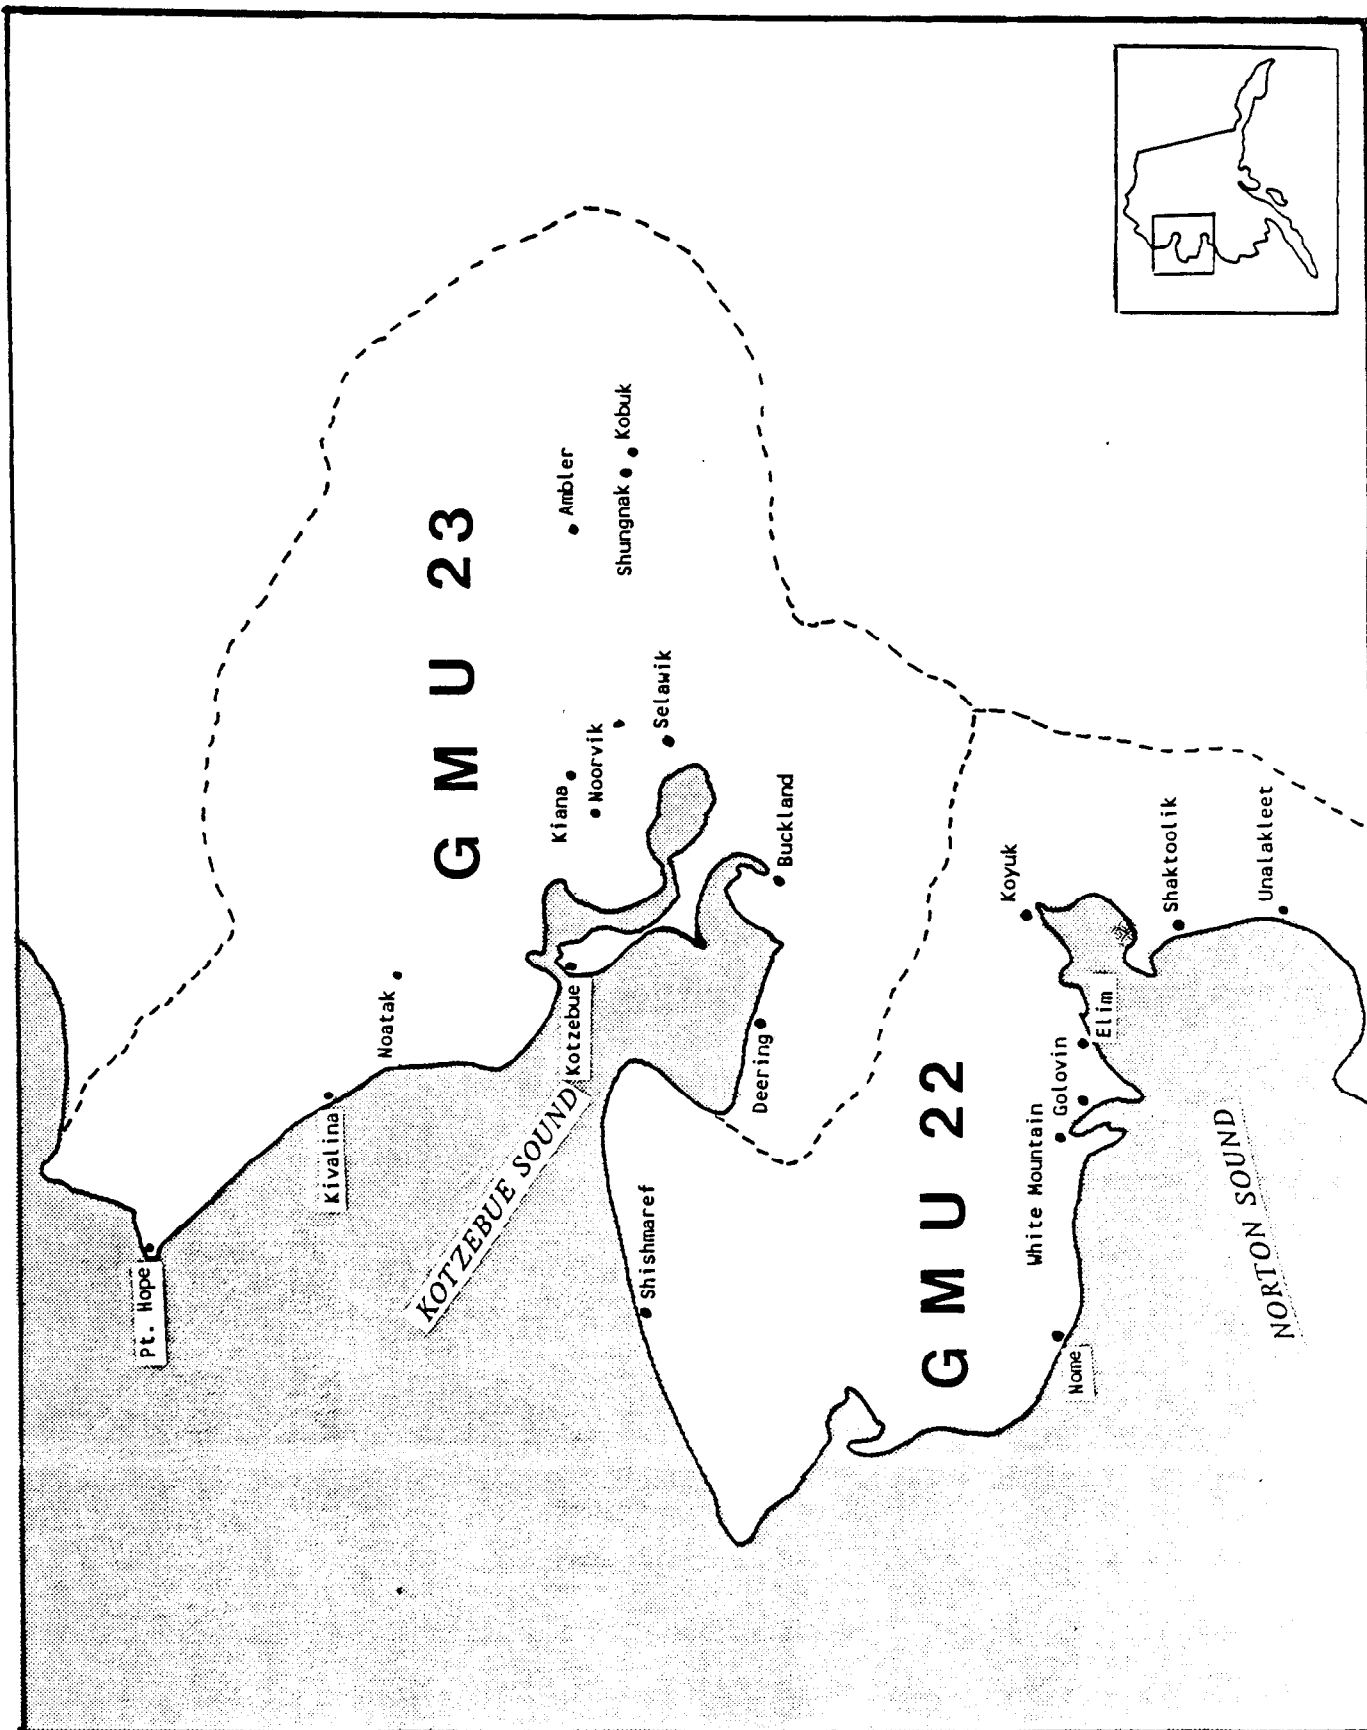 Pt. Hope
Kivalina
Noatak
KOTZEBUE SOUND
Kotzebue
GMU 23
Kiana
Noorvik
Ambler
Shungnak
Kobuk
Selawik
Buckland
Deering
Shishmaref
GMU 22
Koyuk
White Mountain
Golovin
Elim
Nome
Shaktoolik
Unalakleet
NORTON SOUND